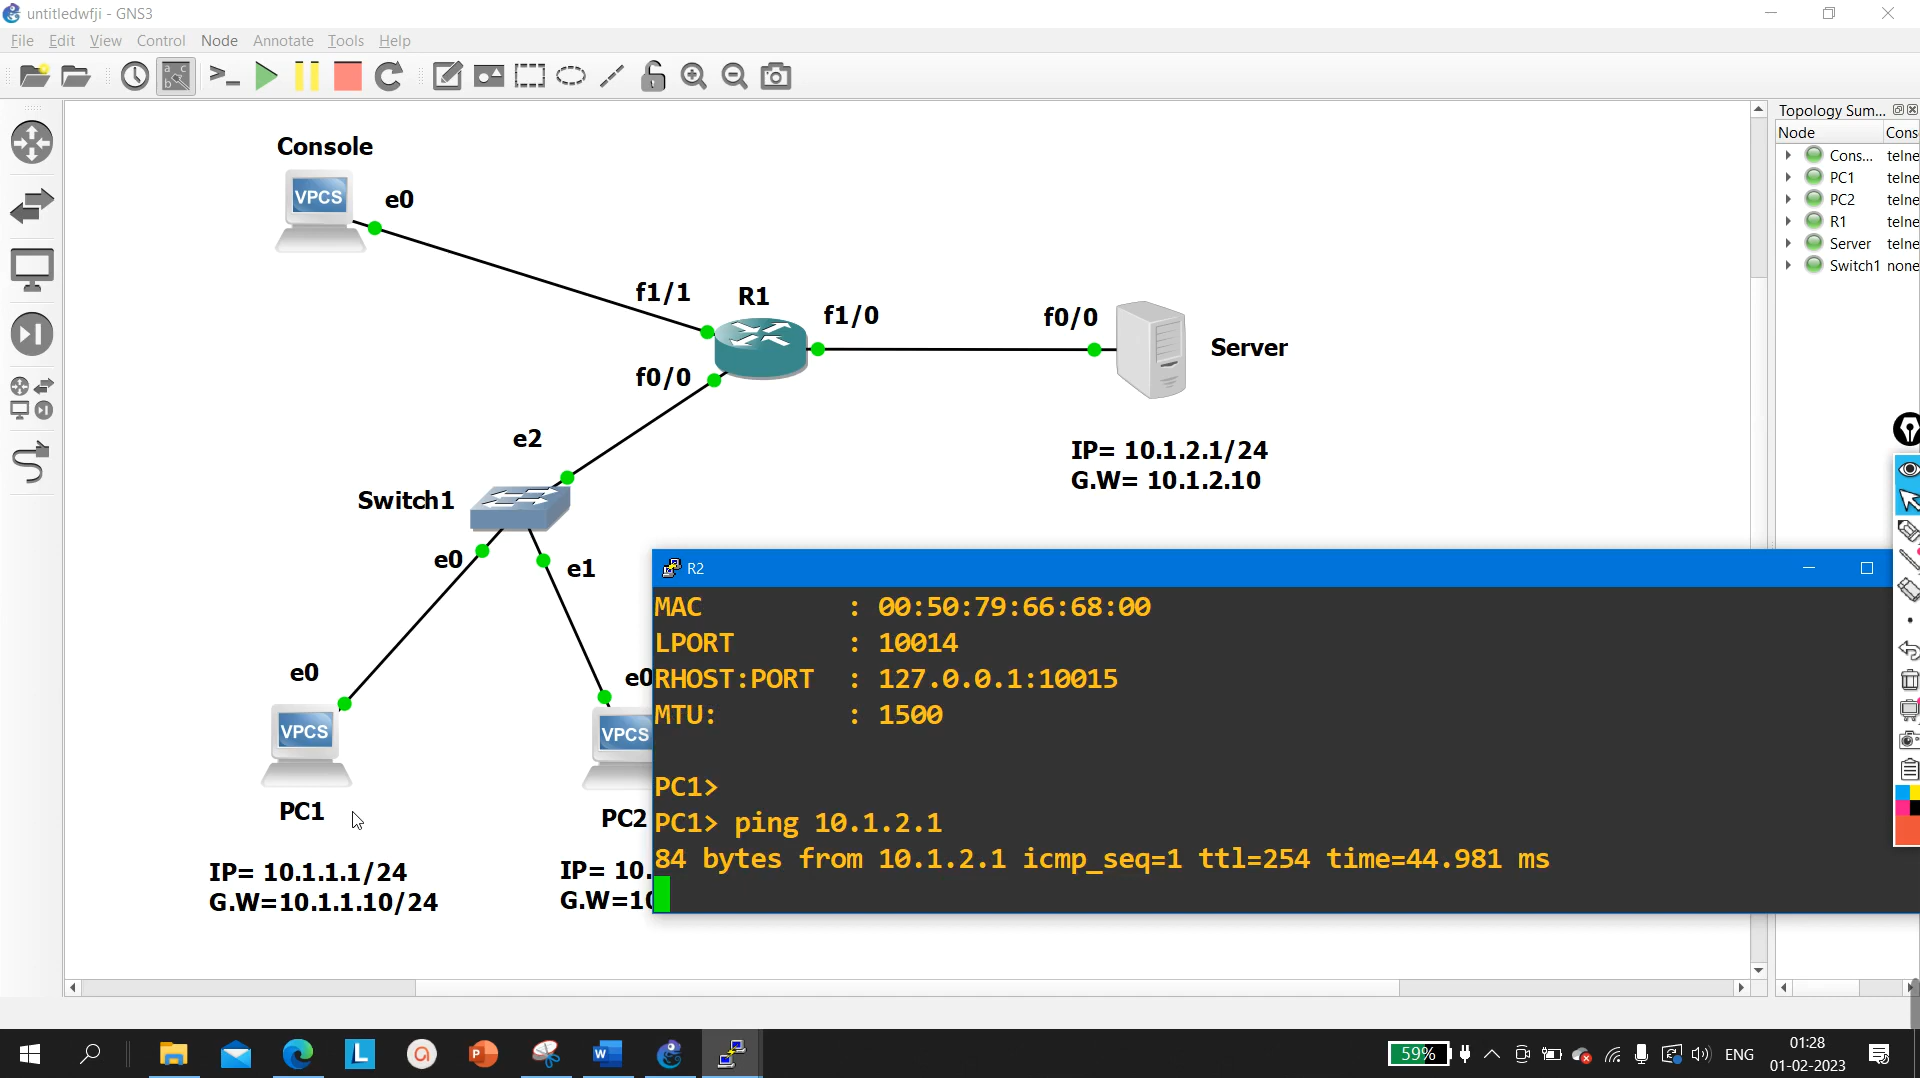 untitledwfji - GNS3
File Edit View Control Node Annotate Tools Help
Topology Sum...
Node Cons
Cons... telne
PC1 telne
PC2 telne
R1 telne
Server telne
Switch1 none
Console
VPCS
e0
f1/1
R1
f1/0
f0/0
Server
f0/0
e2
IP= 10.1.2.1/24
G.W= 10.1.2.10
Switch1
e0
e1
e0
e0
VPCS
VPCS
PC1
PC2
IP= 10.1.1.1/24
G.W=10.1.1.10/24
IP= 10.
G.W=10
R2
MAC : 00:50:79:66:68:00
LPORT : 10014
RHOST:PORT : 127.0.0.1:10015
MTU: : 1500
PC1>
PC1> ping 10.1.2.1
84 bytes from 10.1.2.1 icmp_seq=1 ttl=254 time=44.981 ms
59%
ENG
01:28
01-02-2023